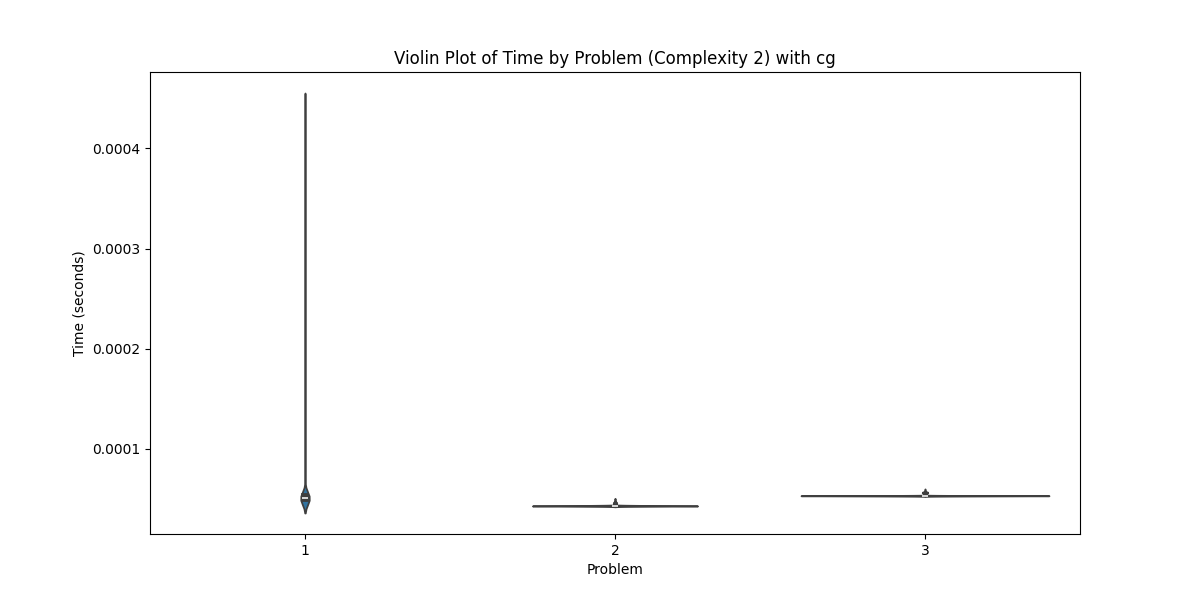 Violin Plot of Time by Problem (Complexity 2) with cg
Time (seconds)
0.0004
0.0003
0.0002
0.0001
1 2 3
Problem